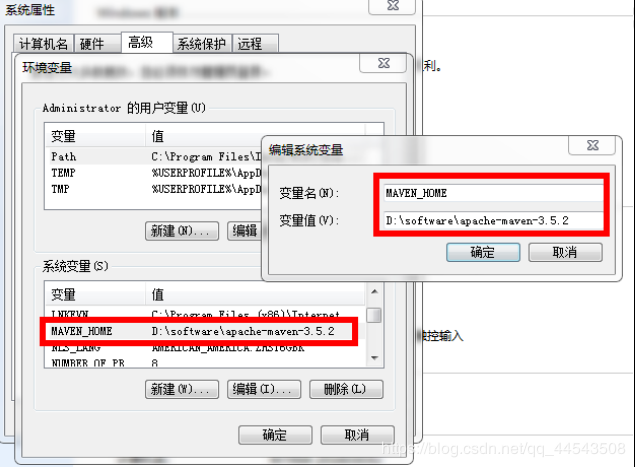 系统属性
计算机名 硬件 高级 系统保护 远程
环境变量
利。
Administrator 的用户变量(U)
变量 值
Path C:\Program Files\I
TEMP %USERPROFILE%\AppD
TMP %USERPROFILE%\AppD
新建(N)... 编辑
编辑系统变量
变量名(N): MAVEN_HOME
变量值(V): D:\software\apache-maven-3.5.2
确定 取消
系统变量(S)
变量 值
C:\Program Files (x86)\Internet
MAVEN_HOME D:\software\apache-maven-3.5.2
NLS_LANG AMERICAN_AMERICA.ZHS16GBK
NUMBER_OF_PR 8
新建(W)... 编辑(I)... 删除(L)
确定 取消
控输入
https://blog.csdn.net/qq_44543508